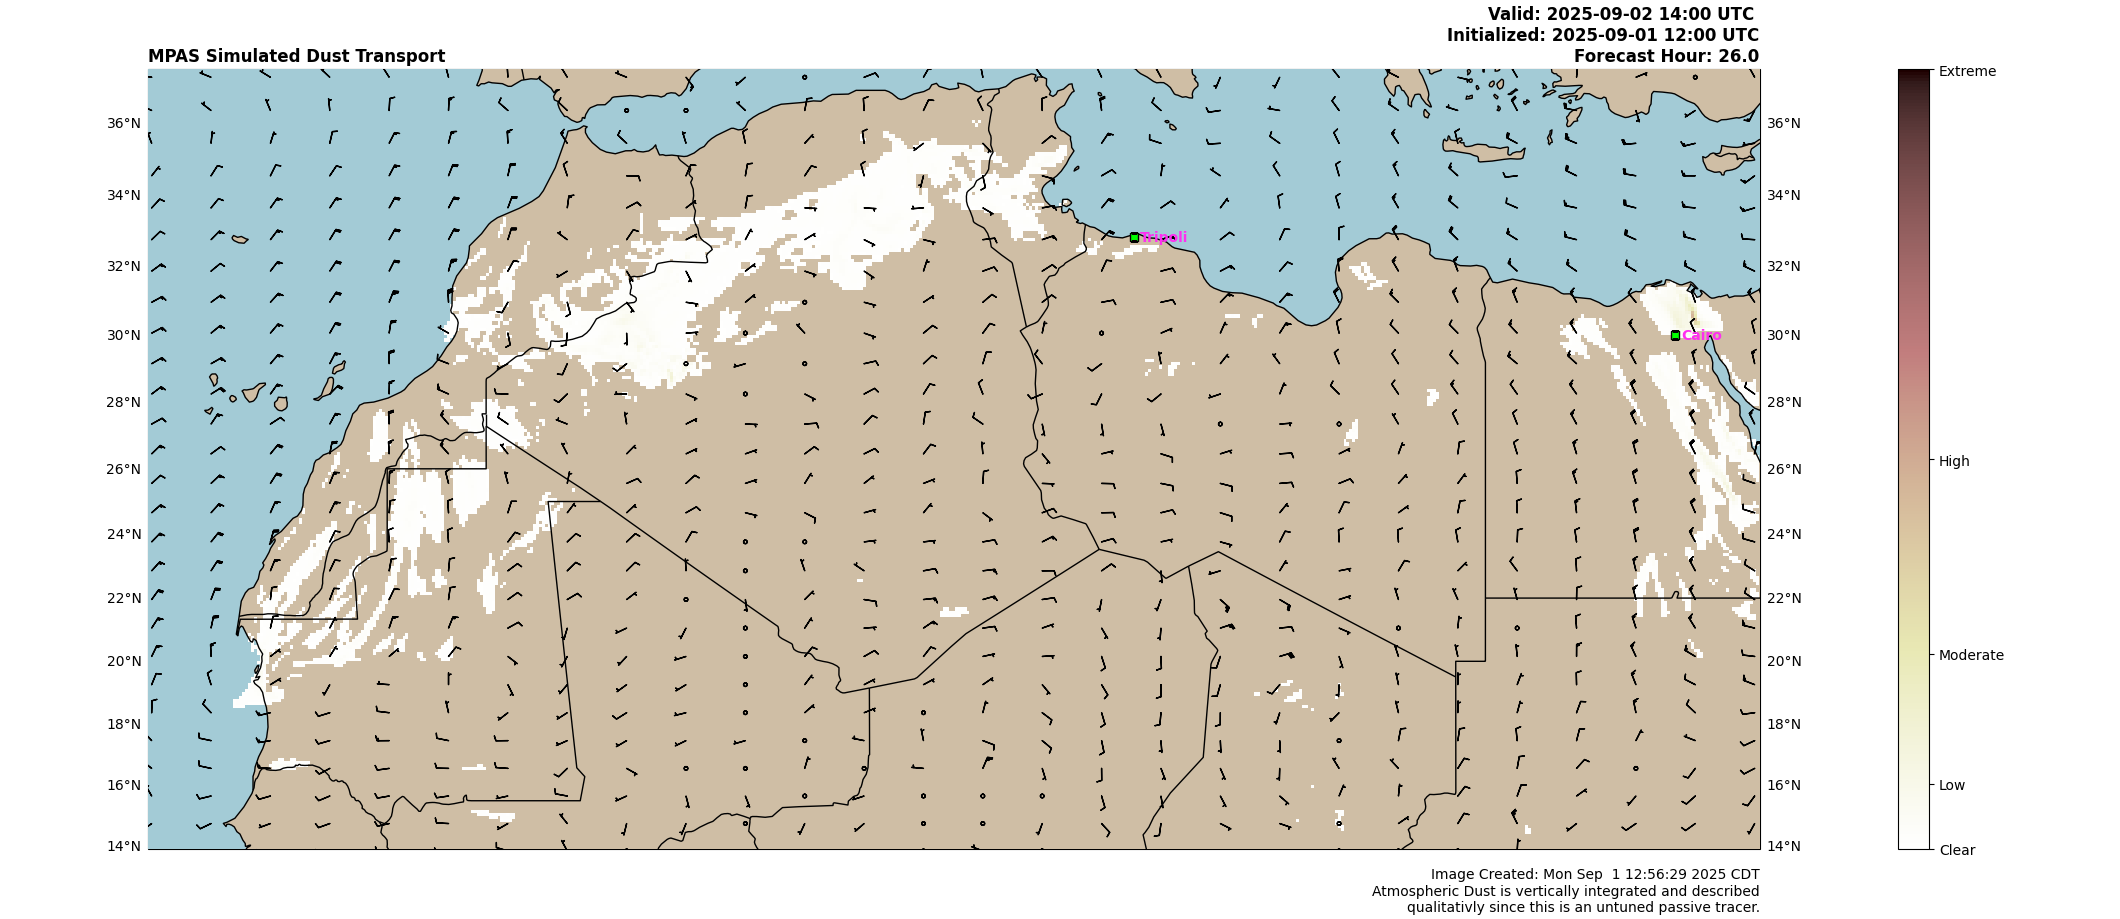 Valid: 2025-09-02 14:00 UTC
Initialized: 2025-09-01 12:00 UTC
MPAS Simulated Dust Transport
Forecast Hour: 26.0
Extreme
36°N
36°N
34°N
34°N
Tripoli
32°N
32°N
30°N
Cairo
30°N
28°N
28°N
High
26°N
26°N
24°N
24°N
22°N
22°N
20°N
20°N
Moderate
18°N
18°N
16°N
16°N
Low
14°N
14°N
Clear
Image Created: Mon Sep  1 12:56:29 2025 CDT
Atmospheric Dust is vertically integrated and described
qualitativly since this is an untuned passive tracer.